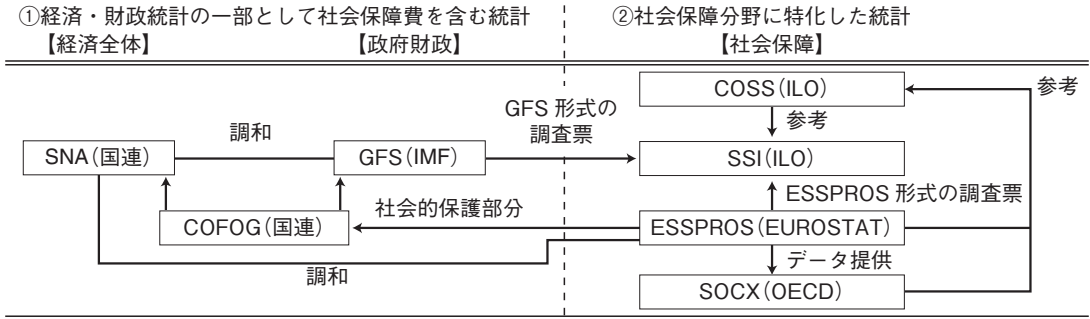 ①経済・財政統計の一部として社会保障費を含む統計
②社会保障分野に特化した統計
【経済全体】
【政府財政】
【社会保障】
COSS(ILO)
参考
GFS 形式の
調査票
参考
調和
SNA(国連)
GFS(IMF)
SSI(ILO)
ESSPROS 形式の調査票
社会的保護部分
COFOG(国連)
ESSPROS(EUROSTAT)
データ提供
調和
SOCX(OECD)